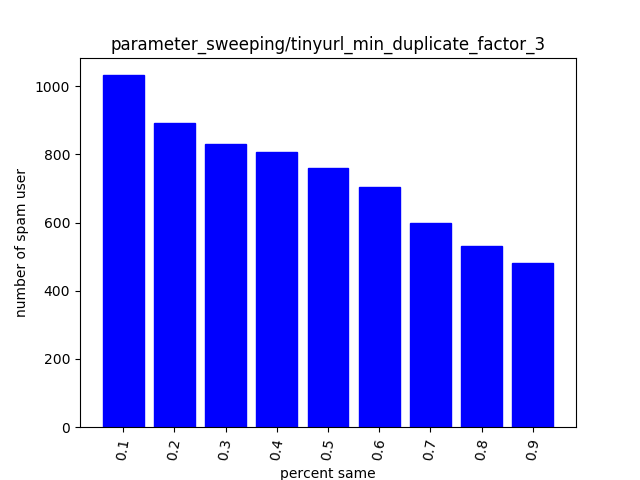 parameter_sweeping/tinyurl_min_duplicate_factor_3
number of spam user
1000
800
600
400
200
0
0.1 0.2 0.3 0.4 0.5 0.6 0.7 0.8 0.9
percent same